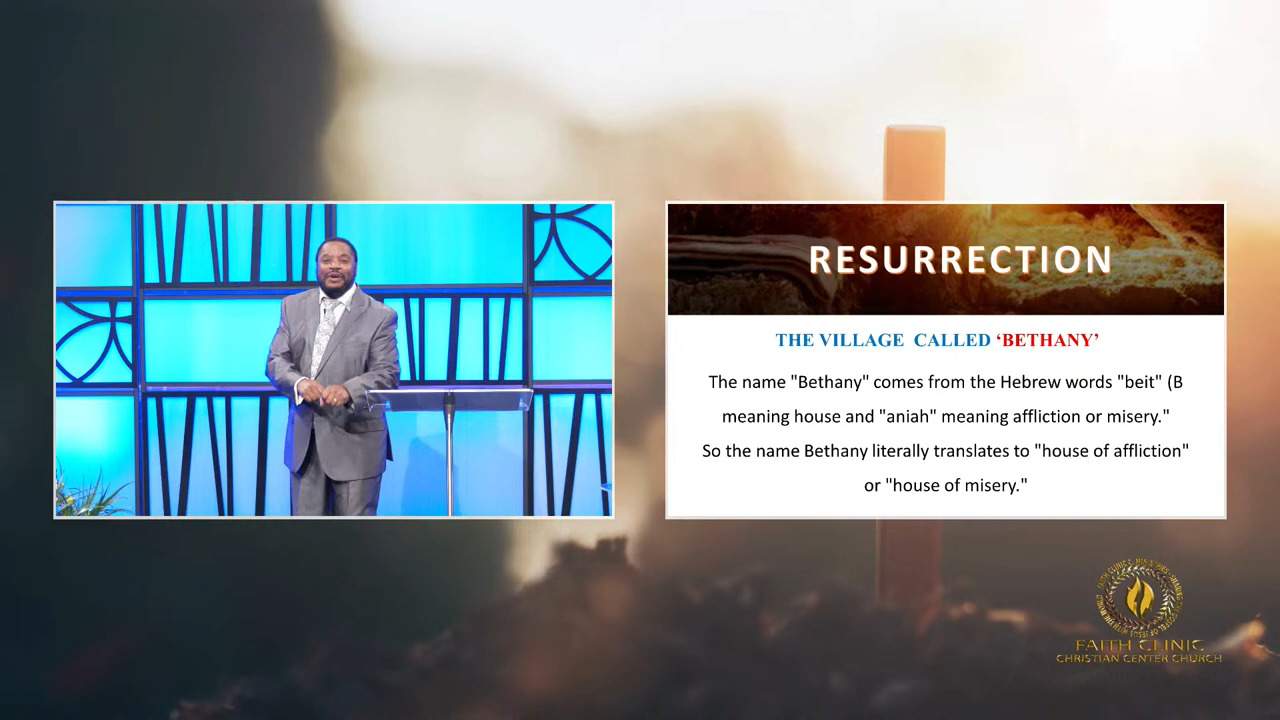 RESURRECTION
THE VILLAGE CALLED ‘BETHANY’
The name "Bethany" comes from the Hebrew words "beit" (B
meaning house and "aniah" meaning affliction or misery."
So the name Bethany literally translates to "house of affliction"
or "house of misery."
FAITH CLINIC
CHRISTIAN CENTER CHURCH